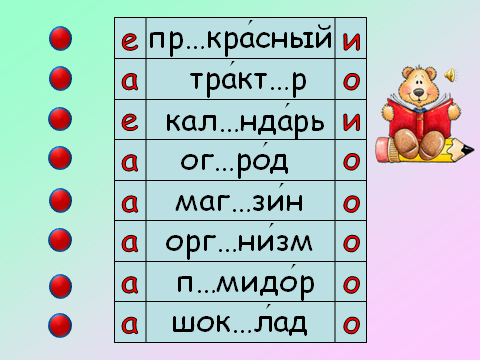 е пр...кра́сный и
а тра́кт...р о
е кал...нда́рь и
а ог...ро́д о
а маг...зи́н о
а орг...ни́зм о
а п...мидо́р о
а шок...ла́д о